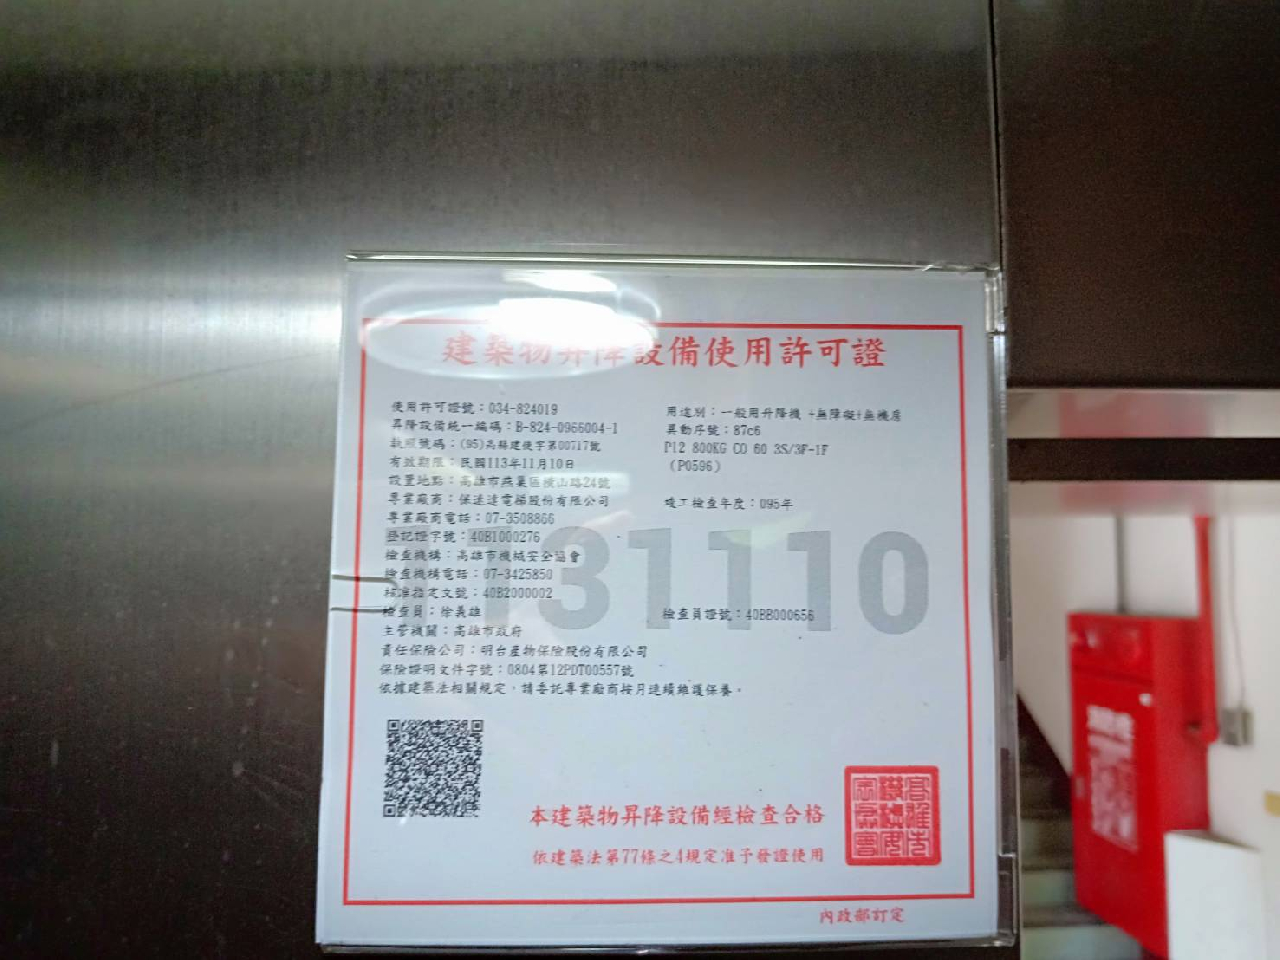 建築物昇降設備使用許可證
使用許可證號：034-824019
用途別：一般用升降機 +無障礙+無機房
昇降設備統一編碼：B-824-0966004-1
異動序號：87c6
執照號碼：(95)高縣建使字第00717號
P12 800KG CO 60 3S/3F-1F
有效期限：民國113年11月10日
(P0596)
設置地點：高雄市燕巢區橫山路24號
專業廠商：保速達電梯股份有限公司
竣工檢查年度：095年
專業廠商電話：07-3508866
登記證字號：40B1000276
檢查機構：高雄市機械安全協會
檢查機構電話：07-3425850
核准指定文號：40B2000002
131110
檢查員：徐義雄
檢查員證號：40BB000656
主管機關：高雄市政府
責任保險公司：明台產物保險股份有限公司
保險證明文件字號：0804第12PDT00557號
依據建築法相關規定，請委託專業廠商按月連續維護保養。
本建築物昇降設備經檢查合格
依建築法第77條之4規定准予發證使用
內政部訂定